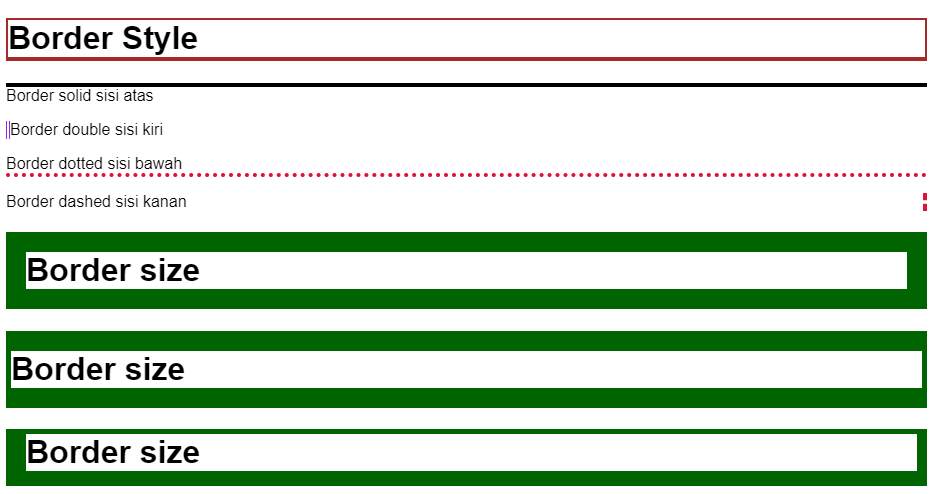 Border Style
Border solid sisi atas
Border double sisi kiri
Border dotted sisi bawah
Border dashed sisi kanan
Border size
Border size
Border size